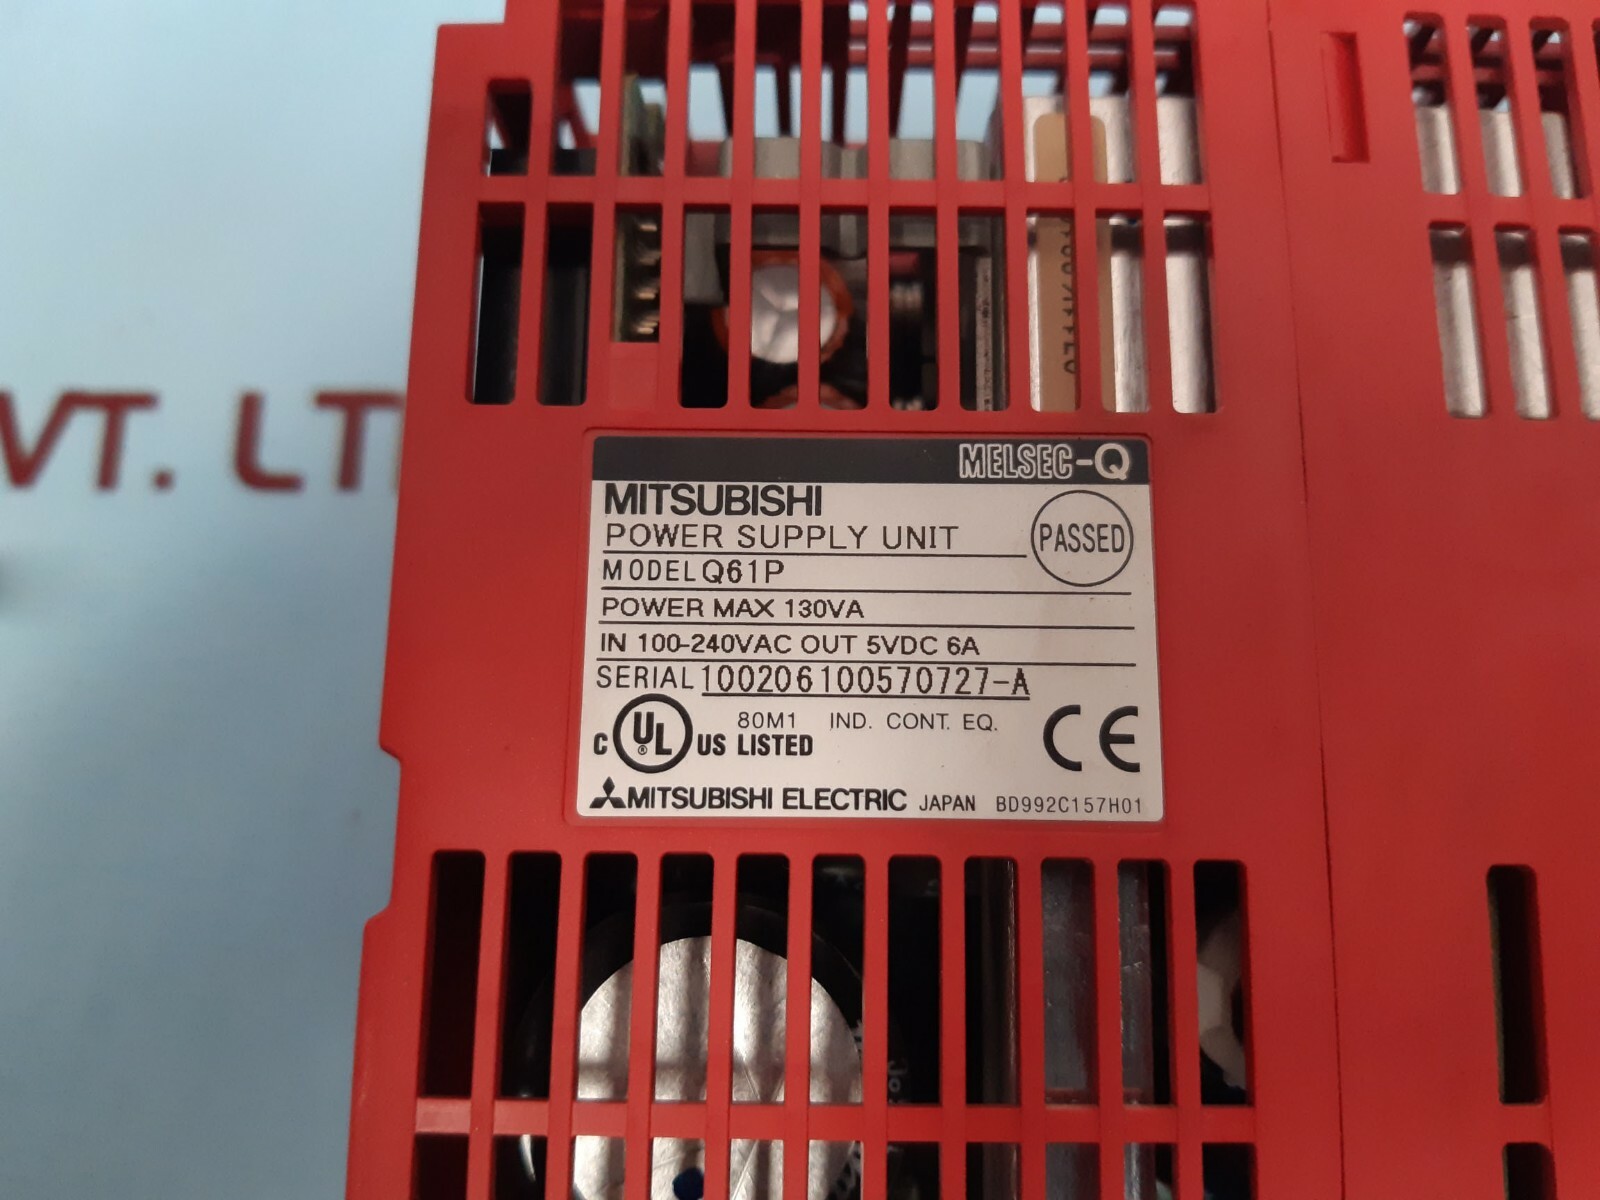 VT. LT
MELSEC-Q
MITSUBISHI
POWER SUPPLY UNIT
PASSED
MODEL Q61P
POWER MAX 130VA
IN 100-240VAC OUT 5VDC 6A
SERIAL 100206100570727-A
C UL ® US LISTED 80M1 IND. CONT. EQ. CE
MITSUBISHI ELECTRIC JAPAN BD992C157H01